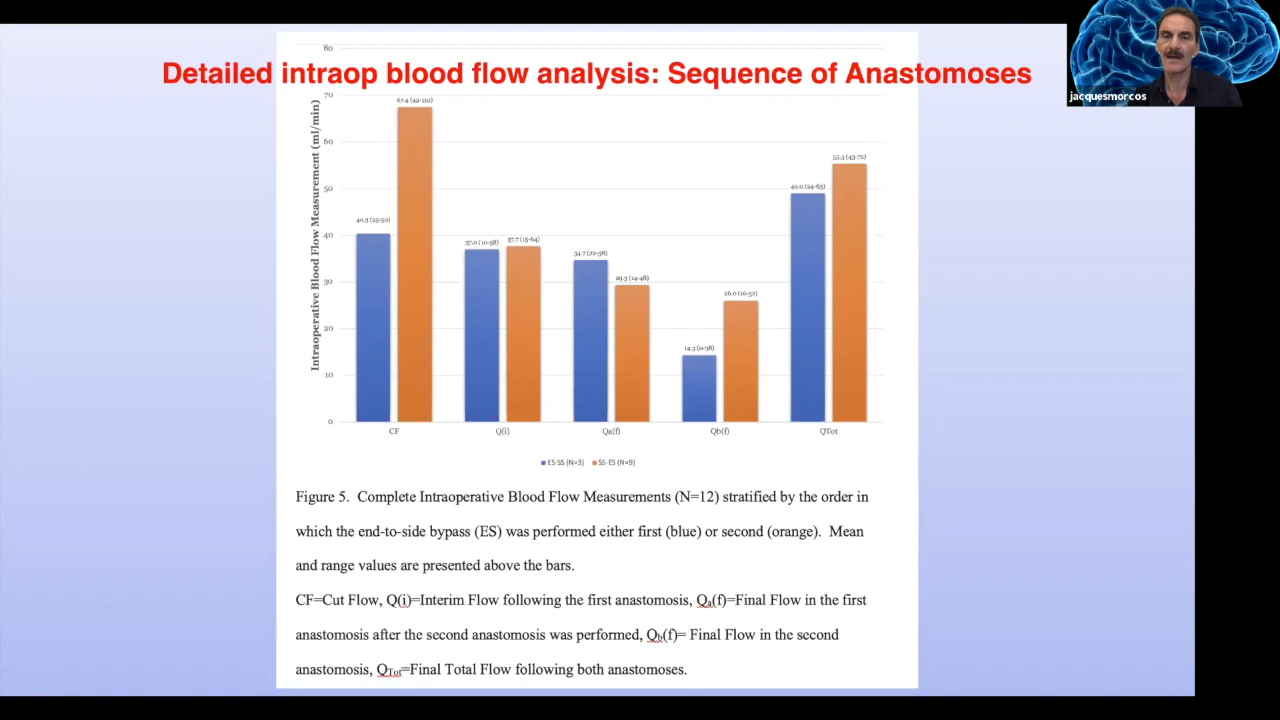 Detailed intraop blood flow analysis: Sequence of Anastomoses
jacquesmorcos
Intraoperative Blood Flow Measurement (ml/min)
80
70
60
50
40
30
20
10
0
40.3 (25-50)
67.4 (42-110)
37.0 (10-58)
37.7 (15-64)
34.7 (22-58)
29.3 (14-48)
14.3 (0-38)
26.0 (16-52)
49.0 (24-65)
55.3 (43-72)
CF
Q(i)
Qa(f)
Qb(f)
QTot
ES-SS (N=3) SS-ES (N=9)
Figure 5. Complete Intraoperative Blood Flow Measurements (N=12) stratified by the order in
which the end-to-side bypass (ES) was performed either first (blue) or second (orange). Mean
and range values are presented above the bars.
CF=Cut Flow, Q(i)=Interim Flow following the first anastomosis, Qa(f)=Final Flow in the first
anastomosis after the second anastomosis was performed, Qb(f)= Final Flow in the second
anastomosis, QTot=Final Total Flow following both anastomoses.